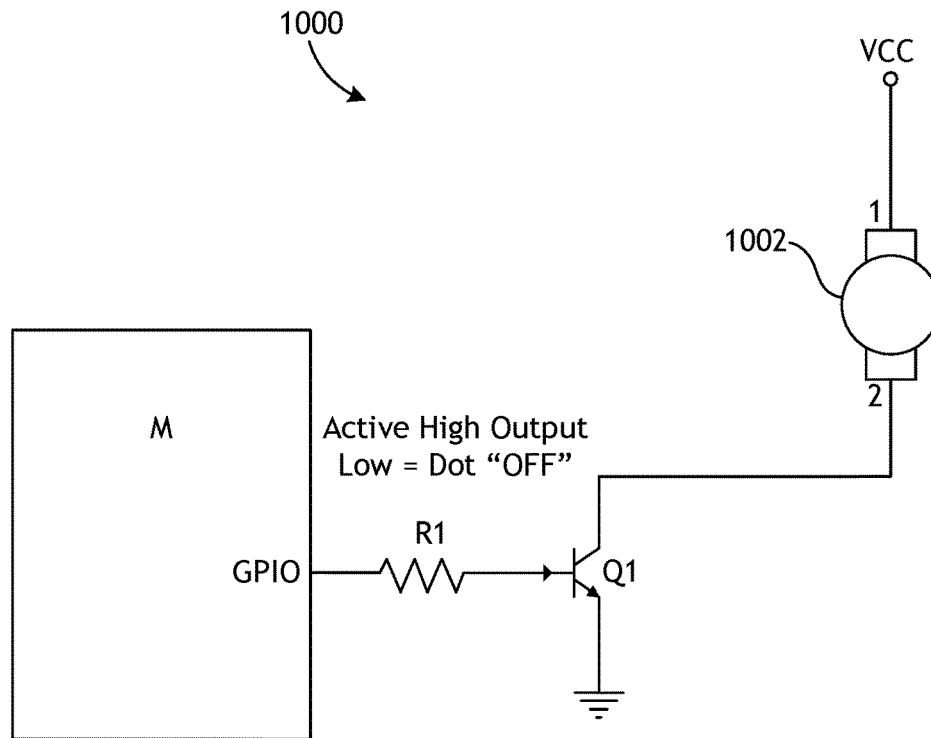 1000
VCC
1
1002
2
M
Active High Output
Low = Dot “OFF”
R1
GPIO
Q1